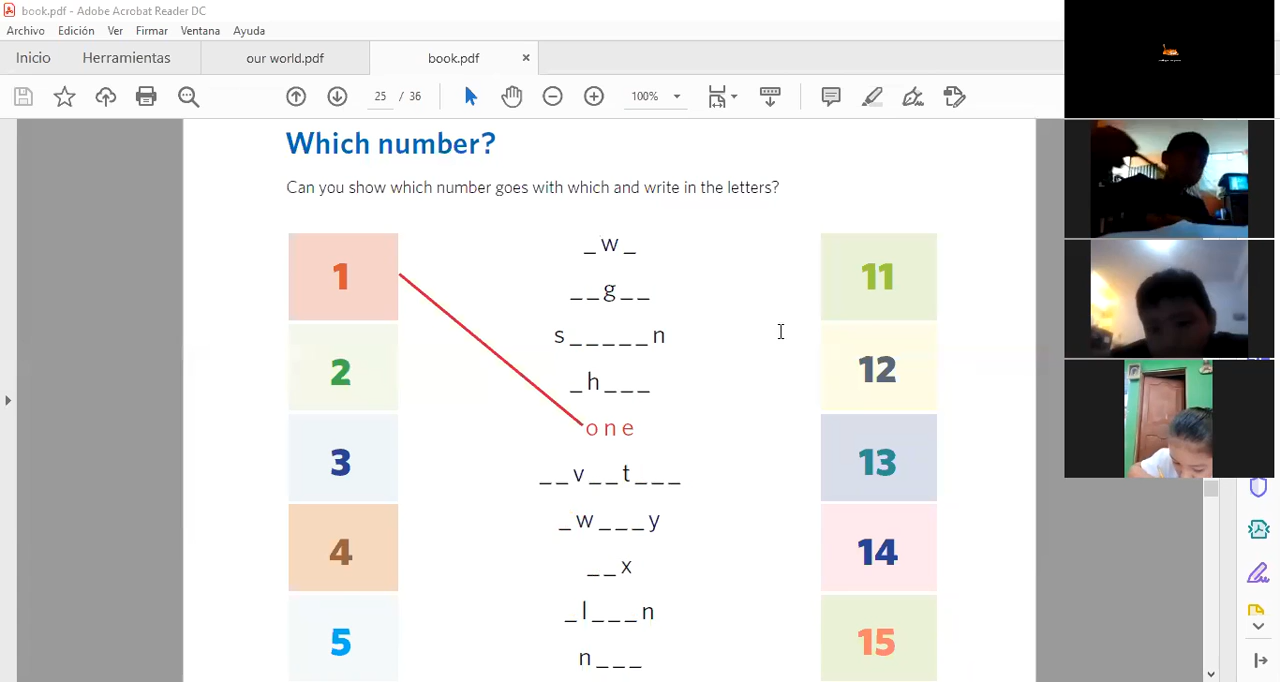 book.pdf - Adobe Acrobat Reader DC
Archivo Edición Ver Firmar Ventana Ayuda
Inicio Herramientas our world.pdf book.pdf ×
25 / 36 100%
Which number?
Can you show which number goes with which and write in the letters?
_ w _
1 11
_ _ g _ _
s _ _ _ _ _ n
2 12
_ h _ _ _
o n e
3 13
_ _ v _ _ t _ _ _
_ w _ _ _ y
4 14
_ _ x
_ l _ _ _ n
5 15
n _ _ _